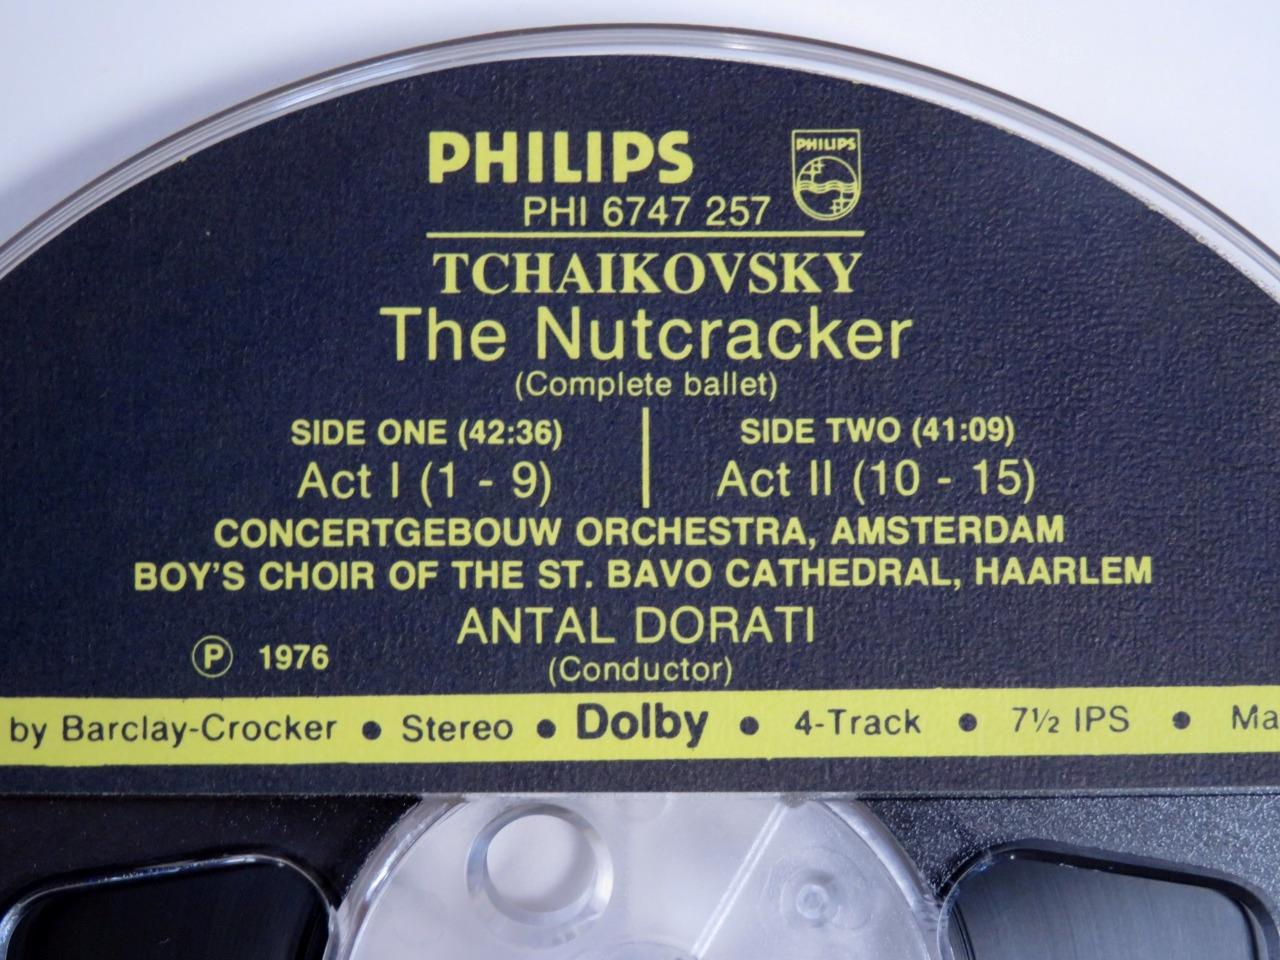 PHILIPS
PHILIPS
PHI 6747 257
TCHAIKOVSKY
The Nutcracker
(Complete ballet)
SIDE ONE (42:36)
Act I (1 - 9)
SIDE TWO (41:09)
Act II (10 - 15)
CONCERTGEBOUW ORCHESTRA, AMSTERDAM
BOY'S CHOIR OF THE ST. BAVO CATHEDRAL, HAARLEM
ANTAL DORATI
(Conductor)
Ⓟ 1976
by Barclay-Crocker • Stereo • Dolby • 4-Track • 7½ IPS • Ma